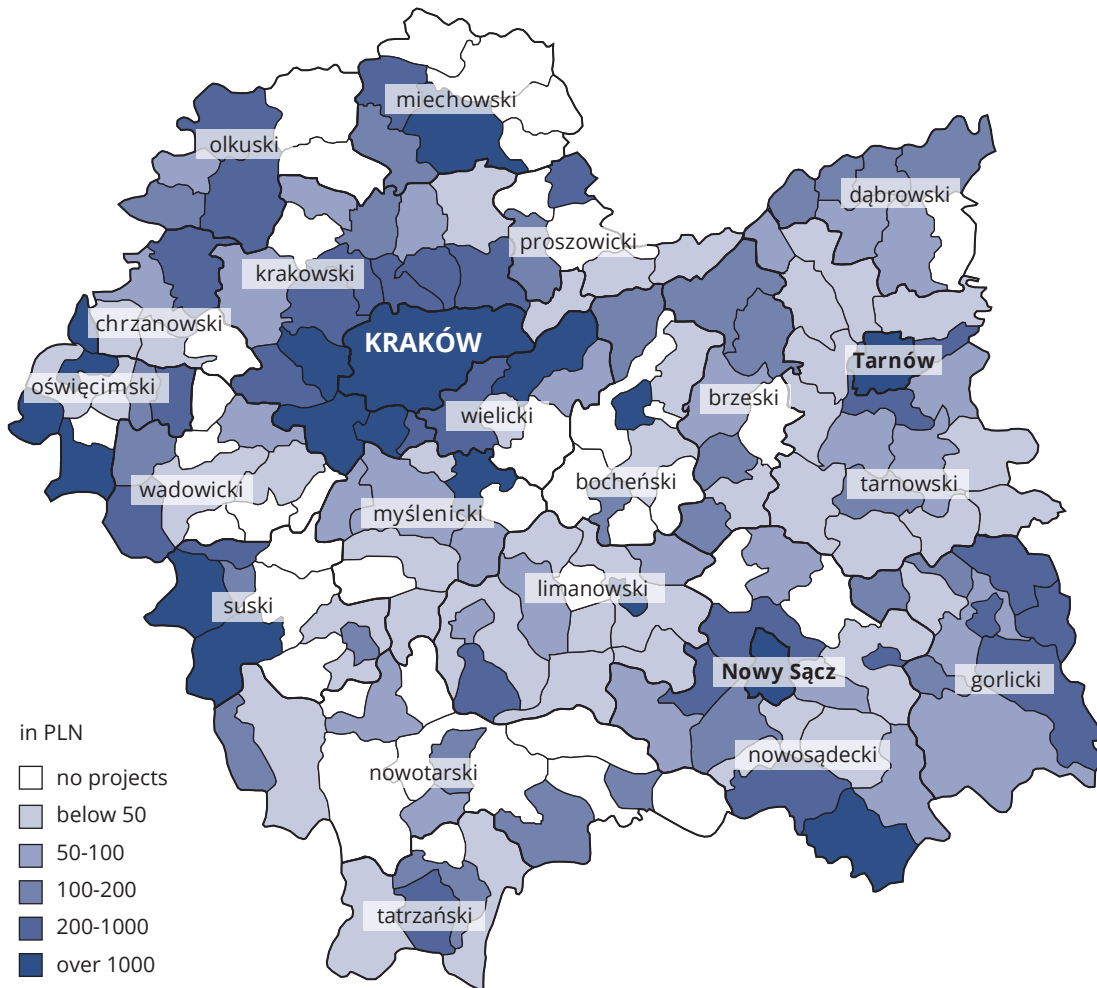 miechowski
olkuski
dąbrowski
proszowicki
krakowski
chrzanowski
KRAKÓW
Tarnów
oświęcimski
brzeski
wielicki
bocheński
tarnowski
wadowicki
myślenicki
limanowski
suski
Nowy Sącz
gorlicki
nowosądecki
nowotarski
tatrzański
in PLN
no projects
below 50
50-100
100-200
200-1000
over 1000